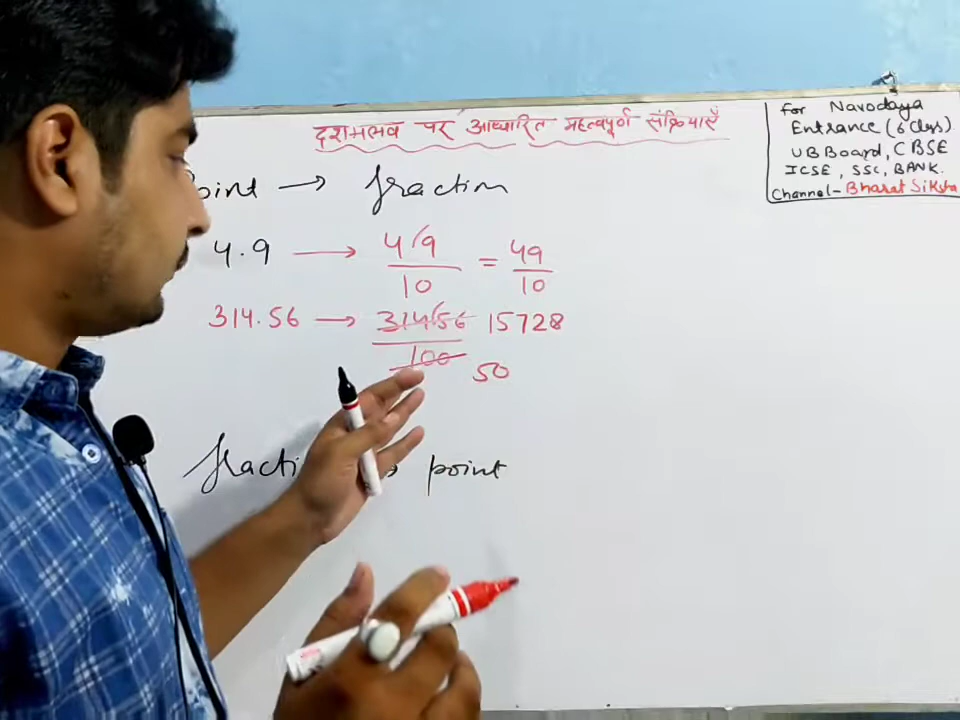 दशमलव पर आधारित महत्वपूर्ण संक्रियाएँ
For Navodaya
Entrance (6 class)
UB Board, CBSE
ICSE, SSC, BANK.
Channel- Bharat Siksha
oint → fraction
4.9 → 4/9 / 10 = 49/10
314.56 → 314/56 15728
100 50
fracti → point